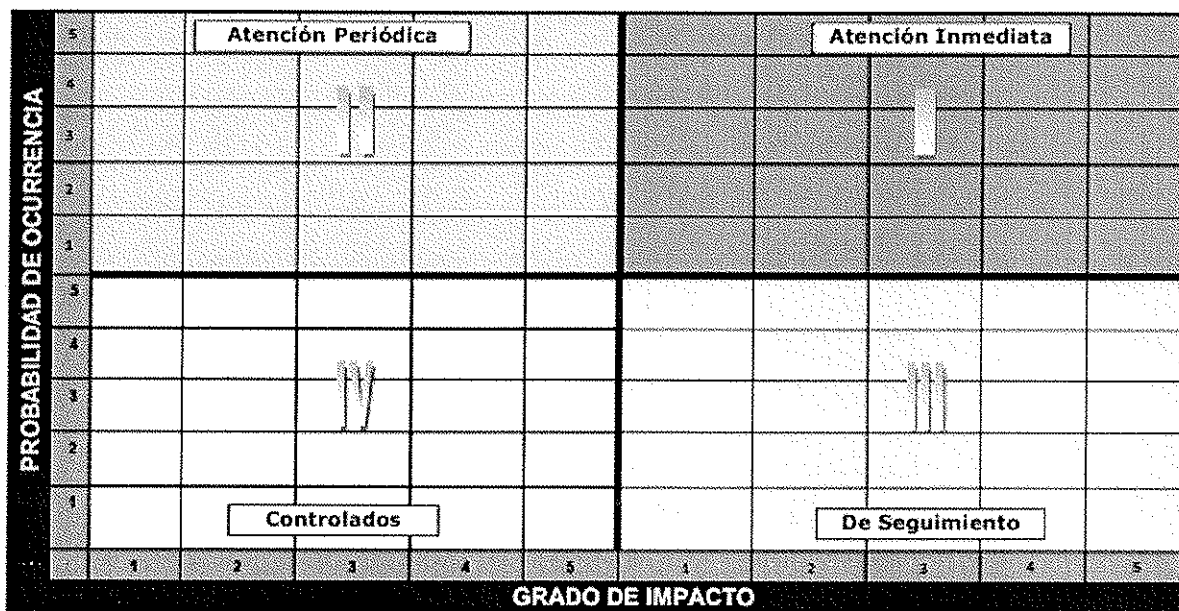 PROBABILIDAD DE OCURRENCIA
5
Atención Periódica
Atención Inmediata
4
3
II
I
2
1
5
4
3
IV
III
2
1
Controlados
De Seguimiento
1 2 3 4 5 1 2 3 4 5
GRADO DE IMPACTO